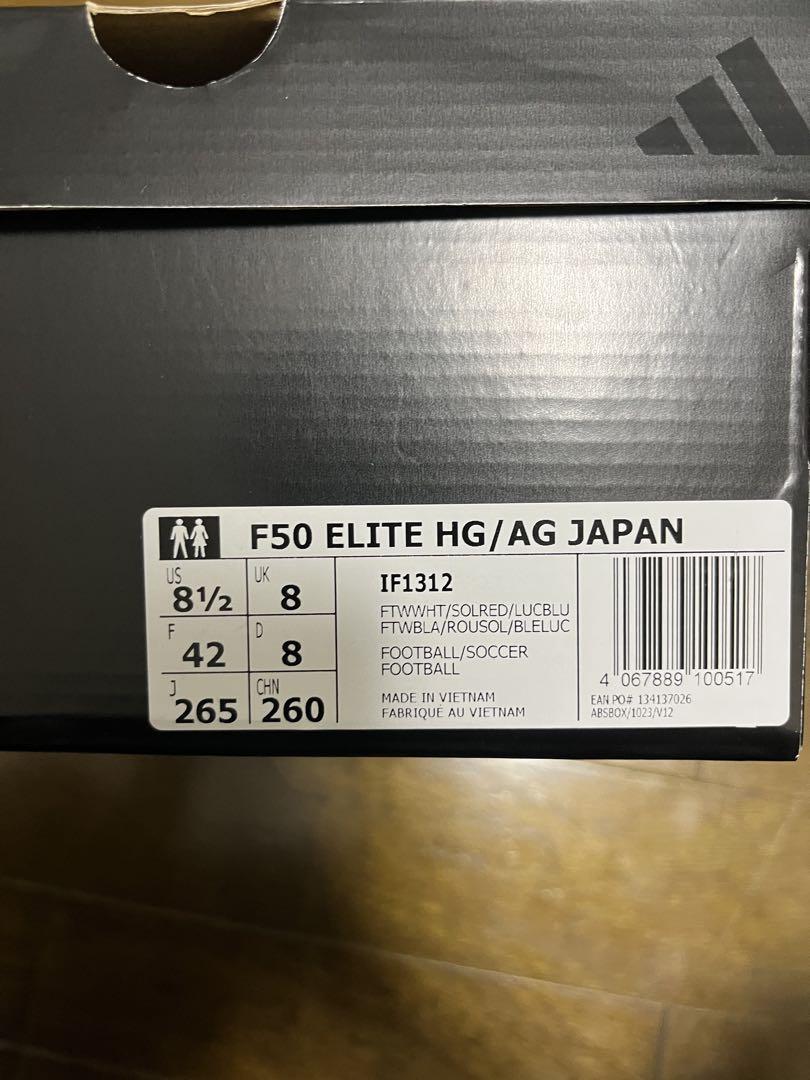 F50 ELITE HG/AG JAPAN
US 8½ UK 8
F 42 D 8
J 265 CHN 260
IF1312
FTWWHT/SOLRED/LUCBLU
FTWBLA/ROUSOL/BLELUC
FOOTBALL/SOCCER
FOOTBALL
MADE IN VIETNAM
FABRIQUÉ AU VIETNAM
4 067889 100517
EAN PO# 134137026
ABSBOX/1023/V12